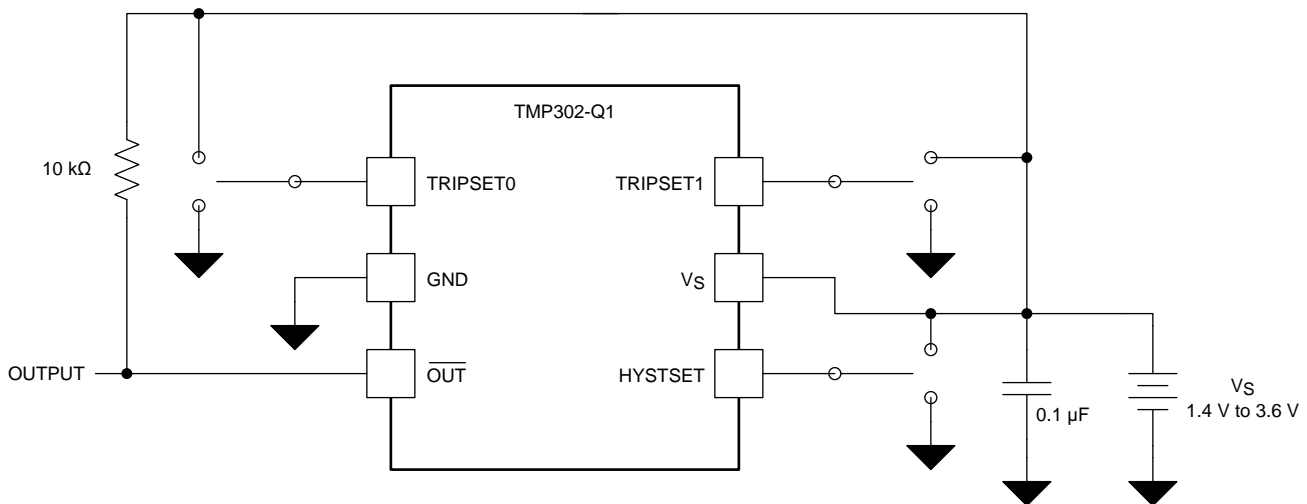 TMP302-Q1
10 kΩ
TRIPSET0
TRIPSET1
GND
VS
OUTPUT
OUT
HYSTSET
0.1 µF
VS
1.4 V to 3.6 V